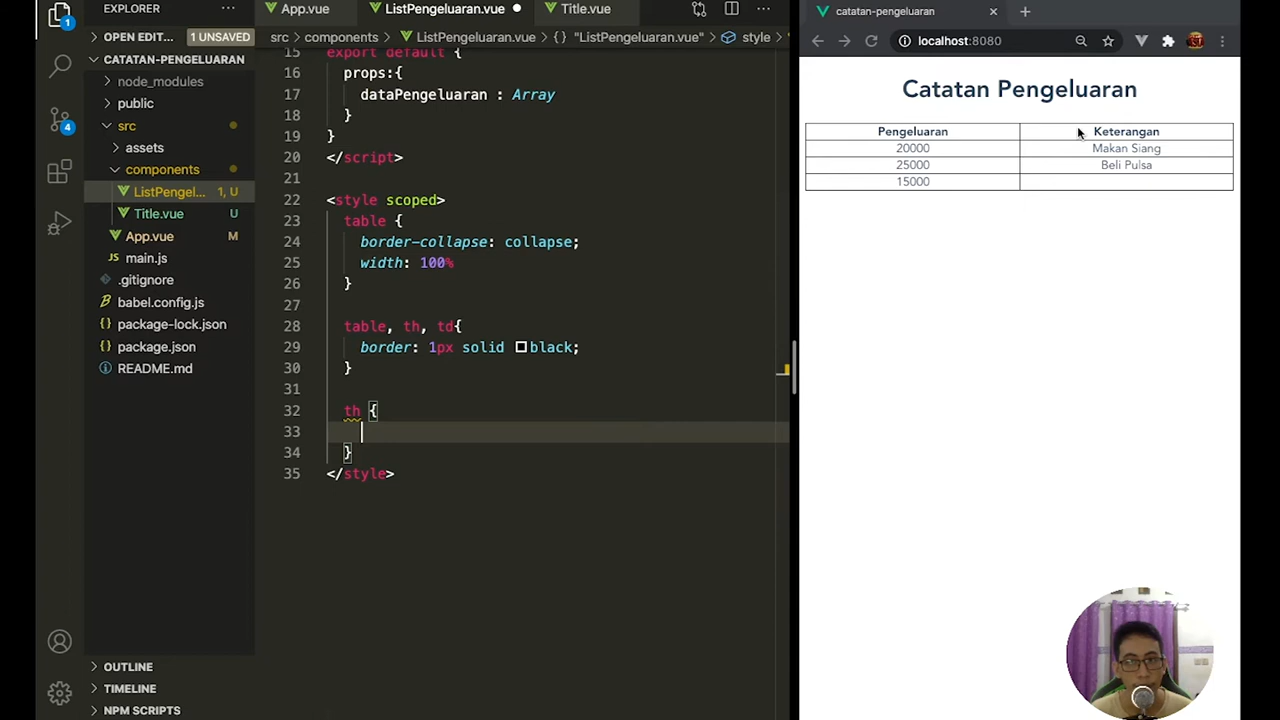 EXPLORER
App.vue
ListPengeluaran.vue
Title.vue
catatan-pengeluaran
OPEN EDIT...
1 UNSAVED
src
components
ListPengeluaran.vue
{ } "ListPengeluaran.vue"
style
localhost:8080
CATATAN-PENGELUARAN
node_modules
public
src
assets
components
ListPengel... 1, U
Title.vue U
App.vue M
main.js
.gitignore
babel.config.js
package-lock.json
package.json
README.md
OUTLINE
TIMELINE
NPM SCRIPTS
1
4
15 export default {
16 props:{
17 dataPengeluaran : Array
18 }
19 }
20 </script>
21
22 <style scoped>
23 table {
24 border-collapse: collapse;
25 width: 100%
26 }
27
28 table, th, td{
29 border: 1px solid black;
30 }
31
32 th {
33
34 }
35 </style>
Catatan Pengeluaran
Pengeluaran Keterangan
20000 Makan Siang
25000 Beli Pulsa
15000